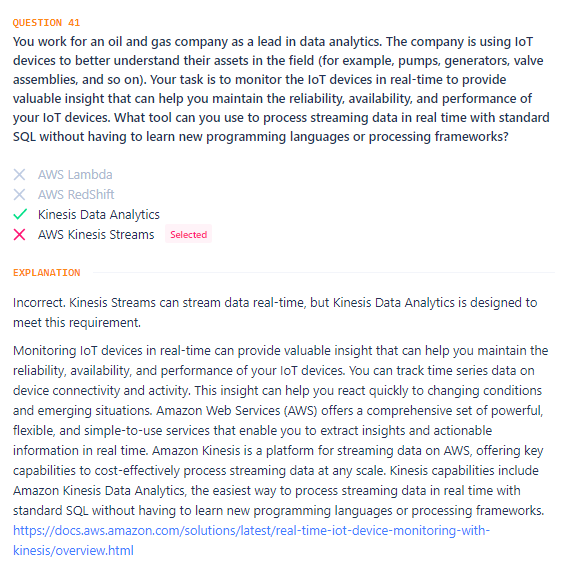 QUESTION 41
You work for an oil and gas company as a lead in data analytics. The company is using IoT
devices to better understand their assets in the field (for example, pumps, generators, valve
assemblies, and so on). Your task is to monitor the IoT devices in real-time to provide
valuable insight that can help you maintain the reliability, availability, and performance of
your IoT devices. What tool can you use to process streaming data in real time with standard
SQL without having to learn new programming languages or processing frameworks?
AWS Lambda
AWS RedShift
Kinesis Data Analytics
AWS Kinesis Streams Selected
EXPLANATION
Incorrect. Kinesis Streams can stream data real-time, but Kinesis Data Analytics is designed to
meet this requirement.
Monitoring IoT devices in real-time can provide valuable insight that can help you maintain the
reliability, availability, and performance of your IoT devices. You can track time series data on
device connectivity and activity. This insight can help you react quickly to changing conditions
and emerging situations. Amazon Web Services (AWS) offers a comprehensive set of powerful,
flexible, and simple-to-use services that enable you to extract insights and actionable
information in real time. Amazon Kinesis is a platform for streaming data on AWS, offering key
capabilities to cost-effectively process streaming data at any scale. Kinesis capabilities include
Amazon Kinesis Data Analytics, the easiest way to process streaming data in real time with
standard SQL without having to learn new programming languages or processing frameworks.
https://docs.aws.amazon.com/solutions/latest/real-time-iot-device-monitoring-with-
kinesis/overview.html